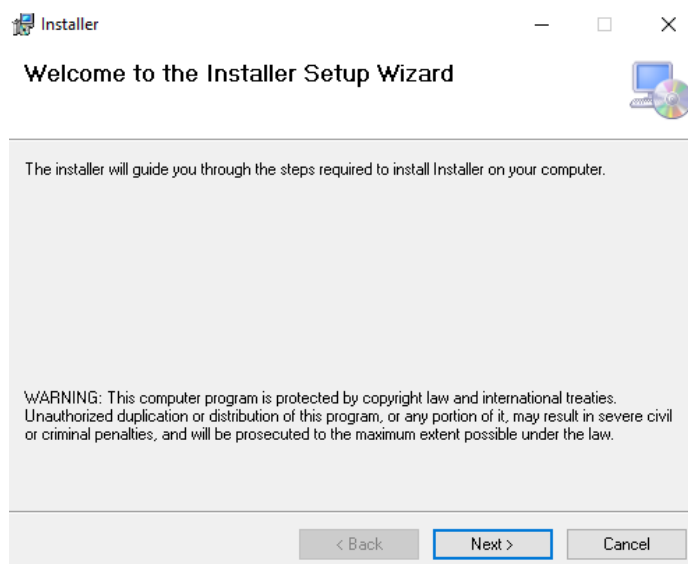 Installer
Welcome to the Installer Setup Wizard
The installer will guide you through the steps required to install Installer on your computer.
WARNING: This computer program is protected by copyright law and international treaties.
Unauthorized duplication or distribution of this program, or any portion of it, may result in severe civil
or criminal penalties, and will be prosecuted to the maximum extent possible under the law.
< Back Next > Cancel